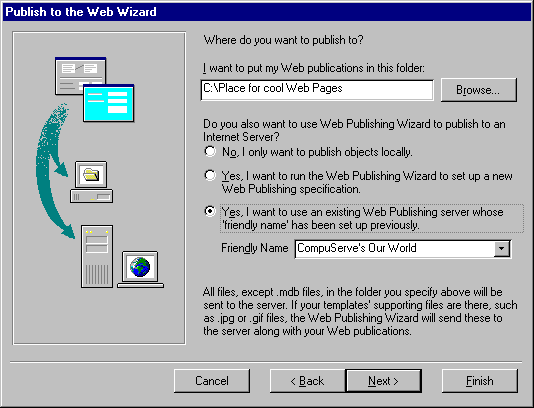 Publish to the Web Wizard
Where do you want to publish to?
I want to put my Web publications in this folder:
C:\Place for cool Web Pages
Browse...
Do you also want to use Web Publishing Wizard to publish to an
Internet Server?
No, I only want to publish objects locally.
Yes, I want to run the Web Publishing Wizard to set up a new
Web Publishing specification.
Yes, I want to use an existing Web Publishing server whose
'friendly name' has been set up previously.
Friendly Name
CompuServe's Our World
All files, except .mdb files, in the folder you specify above will be
sent to the server. If your templates' supporting files are there, such
as .jpg or .gif files, the Web Publishing Wizard will send these to
the server along with your Web publications.
Cancel
< Back
Next >
Finish